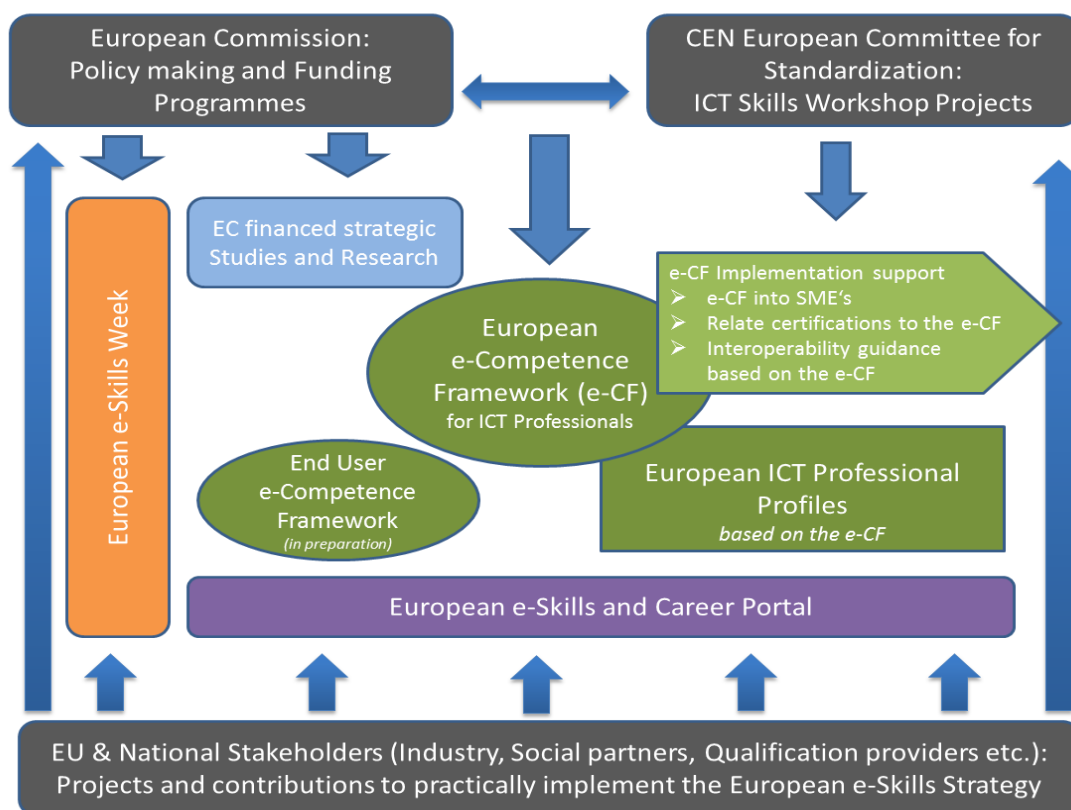 European Commission:
Policy making and Funding
Programmes
CEN European Committee for
Standardization:
ICT Skills Workshop Projects
European e-Skills Week
EC financed strategic
Studies and Research
European
e-Competence
Framework (e-CF)
for ICT Professionals
e-CF Implementation support
➢ e-CF into SME‘s
➢ Relate certifications to the e-CF
➢ Interoperability guidance
based on the e-CF
End User
e-Competence
Framework
(in preparation)
European ICT Professional
Profiles
based on the e-CF
European e-Skills and Career Portal
EU & National Stakeholders (Industry, Social partners, Qualification providers etc.):
Projects and contributions to practically implement the European e-Skills Strategy